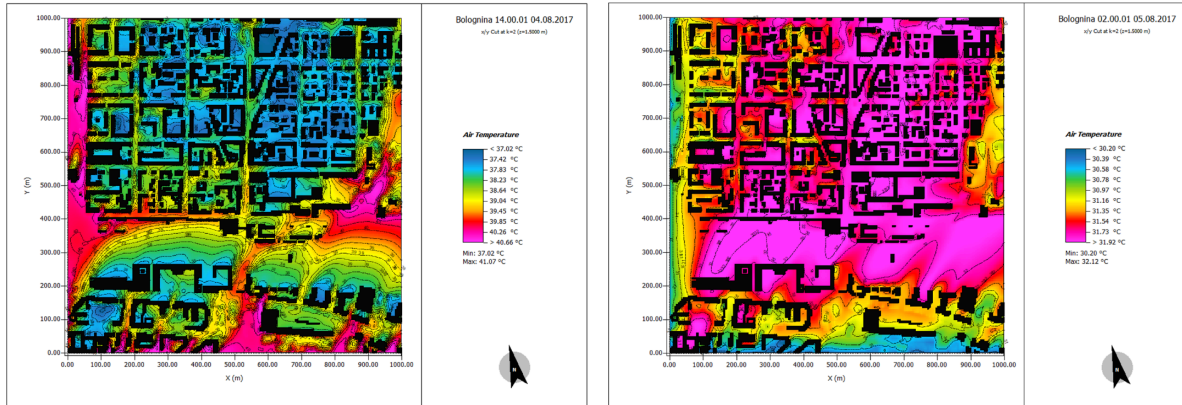 Bolognina 14.00.01 04.08.2017
x/y Cut at k=2 (z=1.5000 m)
Air Temperature
< 37.02 °C
37.42 °C
37.83 °C
38.23 °C
38.64 °C
39.04 °C
39.45 °C
39.85 °C
40.26 °C
> 40.66 °C
Min: 37.02 °C
Max: 41.07 °C
Y (m)
1000.00
900.00
800.00
700.00
600.00
500.00
400.00
300.00
200.00
100.00
0.00
0.00 100.00 200.00 300.00 400.00 500.00 600.00 700.00 800.00 900.00 1000.00
X (m)
N
Bolognina 02.00.01 05.08.2017
x/y Cut at k=2 (z=1.5000 m)
Air Temperature
< 30.20 °C
30.39 °C
30.58 °C
30.78 °C
30.97 °C
31.16 °C
31.35 °C
31.54 °C
31.73 °C
> 31.92 °C
Min: 30.20 °C
Max: 32.12 °C
Y (m)
1000.00
900.00
800.00
700.00
600.00
500.00
400.00
300.00
200.00
100.00
0.00
0.00 100.00 200.00 300.00 400.00 500.00 600.00 700.00 800.00 900.00 1000.00
X (m)
N